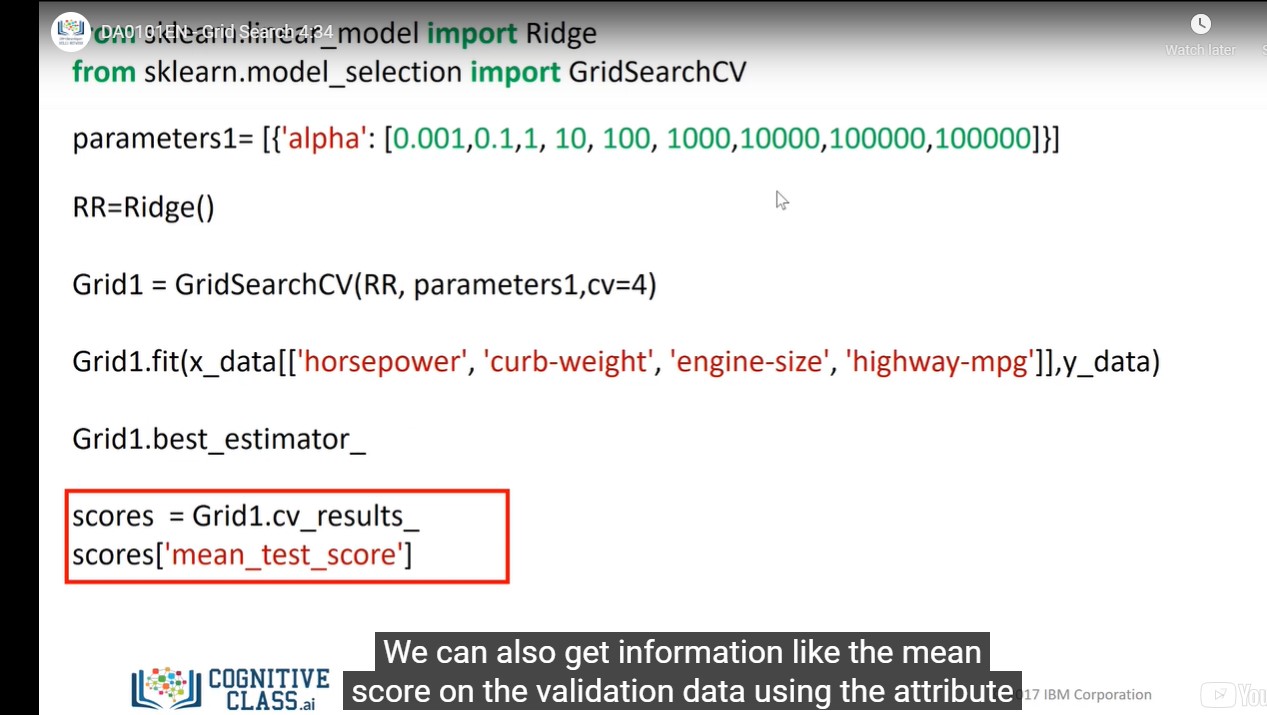 from sklearn.linear_model import Ridge
DA0101EN - Grid Search 4:34
Watch later
S
from sklearn.model_selection import GridSearchCV
parameters1= [{'alpha': [0.001,0.1,1, 10, 100, 1000,10000,100000,100000]}]
RR=Ridge()
Grid1 = GridSearchCV(RR, parameters1,cv=4)
Grid1.fit(x_data[['horsepower', 'curb-weight', 'engine-size', 'highway-mpg']],y_data)
Grid1.best_estimator_
scores = Grid1.cv_results_
scores['mean_test_score']
We can also get information like the mean
score on the validation data using the attribute
COGNITIVE
CLASS.ai
017 IBM Corporation
You